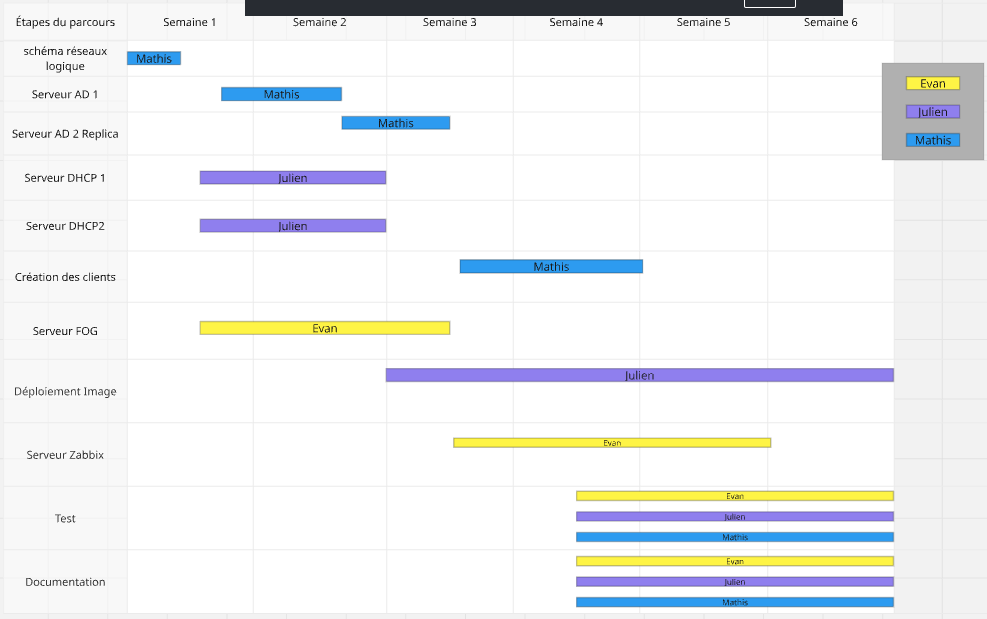 Étapes du parcours Semaine 1 Semaine 2 Semaine 3 Semaine 4 Semaine 5 Semaine 6
schéma réseaux
logique
Mathis
Serveur AD 1 Mathis
Serveur AD 2 Replica Mathis
Serveur DHCP 1 Julien
Serveur DHCP2 Julien
Création des clients Mathis
Serveur FOG Evan
Déploiement Image Julien
Serveur Zabbix Evan
Test
Evan
Julien
Mathis
Documentation
Evan
Julien
Mathis
Evan
Julien
Mathis